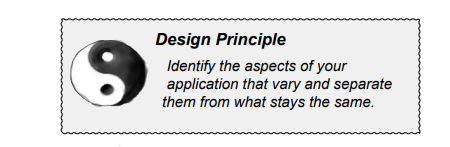 Design Principle
Identify the aspects of your
application that vary and separate
them from what stays the same.